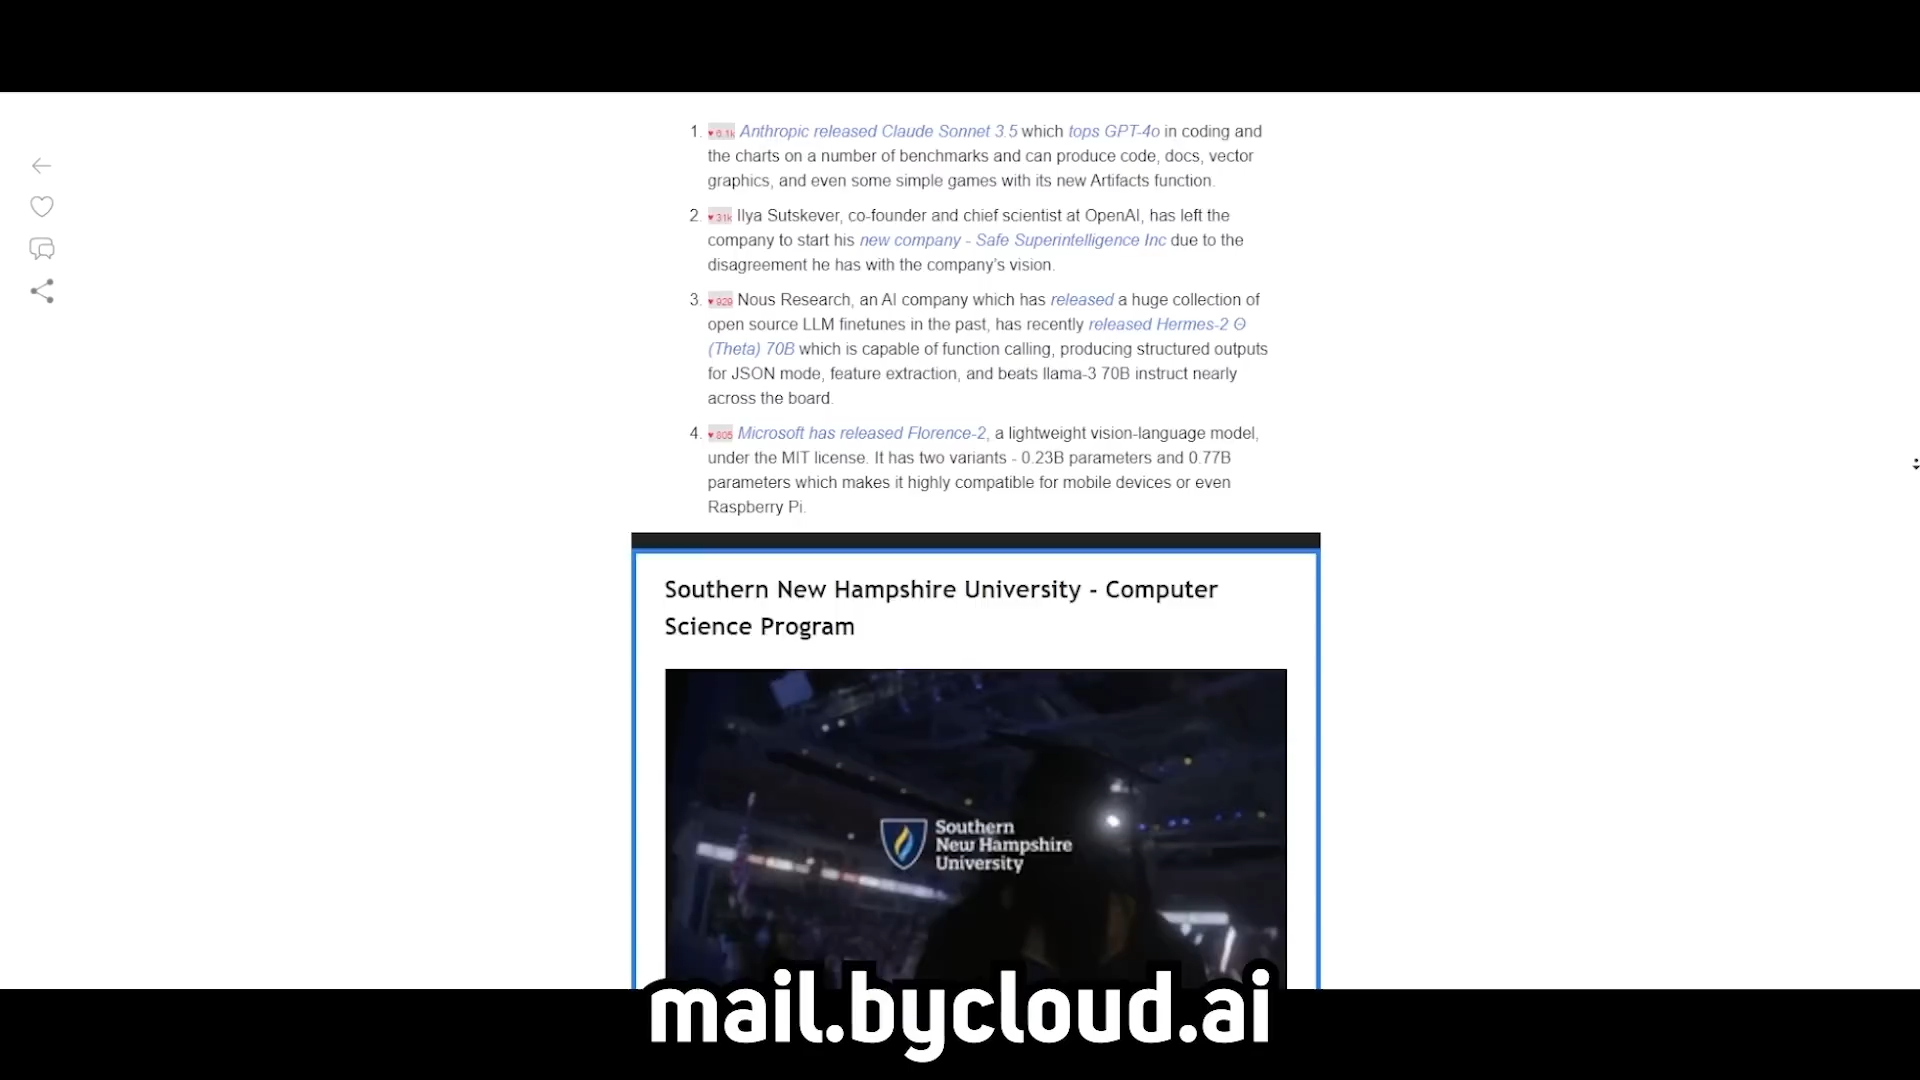 1. ♥ 6.1k Anthropic released Claude Sonnet 3.5 which tops GPT-4o in coding and
the charts on a number of benchmarks and can produce code, docs, vector
graphics, and even some simple games with its new Artifacts function.
2. ♥ 31k Ilya Sutskever, co-founder and chief scientist at OpenAI, has left the
company to start his new company - Safe Superintelligence Inc due to the
disagreement he has with the company's vision.
3. ♥ 929 Nous Research, an AI company which has released a huge collection of
open source LLM finetunes in the past, has recently released Hermes-2 Θ
(Theta) 70B which is capable of function calling, producing structured outputs
for JSON mode, feature extraction, and beats llama-3 70B instruct nearly
across the board.
4. ♥ 805 Microsoft has released Florence-2, a lightweight vision-language model,
under the MIT license. It has two variants - 0.23B parameters and 0.77B
parameters which makes it highly compatible for mobile devices or even
Raspberry Pi.
Southern New Hampshire University - Computer
Science Program
Southern
New Hampshire
University
mail.bycloud.ai